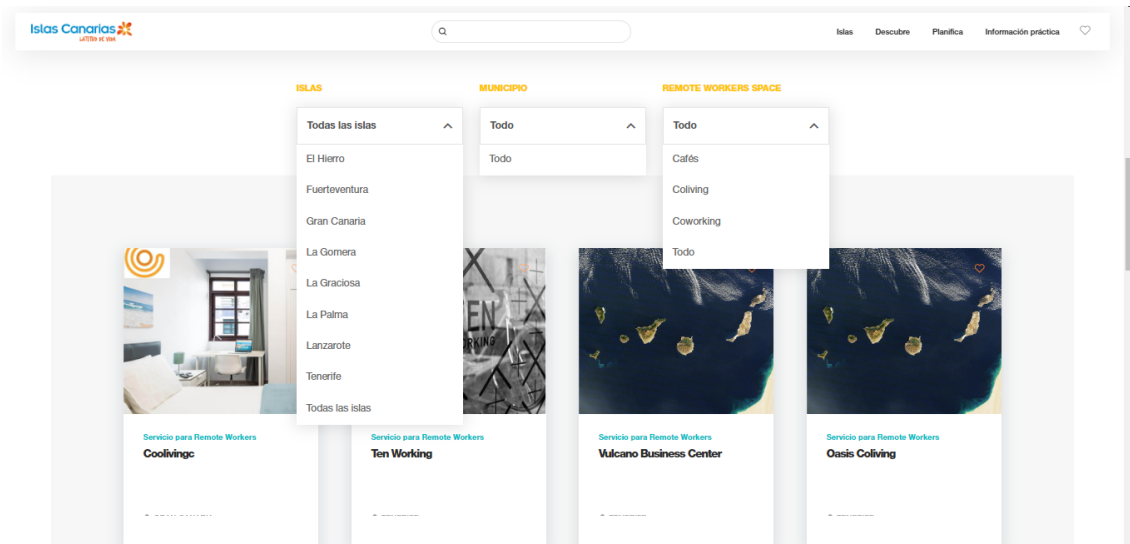 Islas Canarias
LATITUD DE VIDA
Islas Descubre Planifica Información práctica
ISLAS MUNICIPIO REMOTE WORKERS SPACE
Todas las islas Todo Todo
El Hierro Todo Cafés
Fuerteventura Coliving
Gran Canaria Coworking
La Gomera Todo
La Graciosa
La Palma
Lanzarote
Tenerife
Todas las islas
Servicio para Remote Workers Servicio para Remote Workers Servicio para Remote Workers Servicio para Remote Workers
Coolivingc Ten Working Vulcano Business Center Oasis Coliving